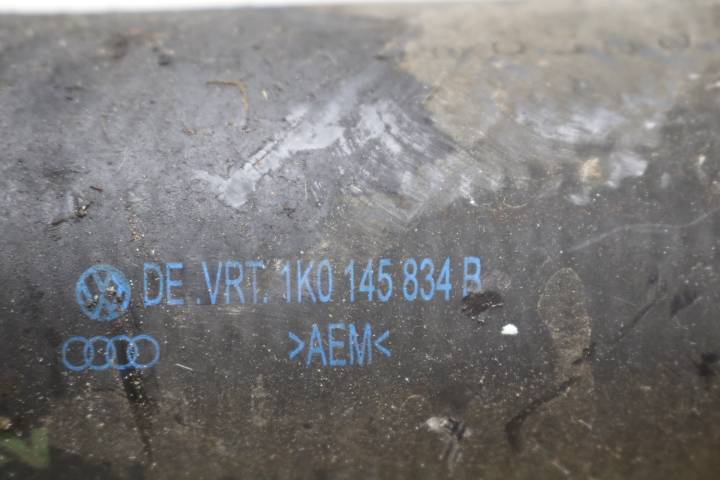 DE .VRT. 1K0 145 834 B
>AEM<